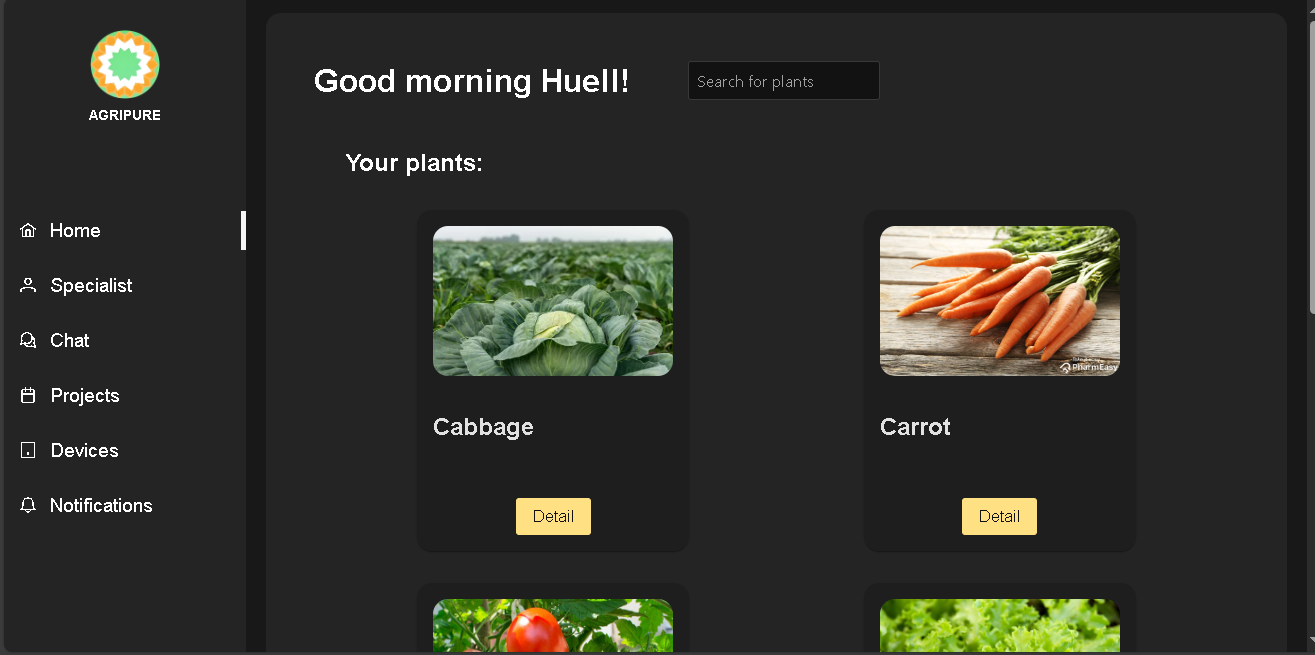 AGRIPURE
Home
Specialist
Chat
Projects
Devices
Notifications
Good morning Huell!
Search for plants
Your plants:
PharmEasy
Cabbage
Carrot
Detail
Detail